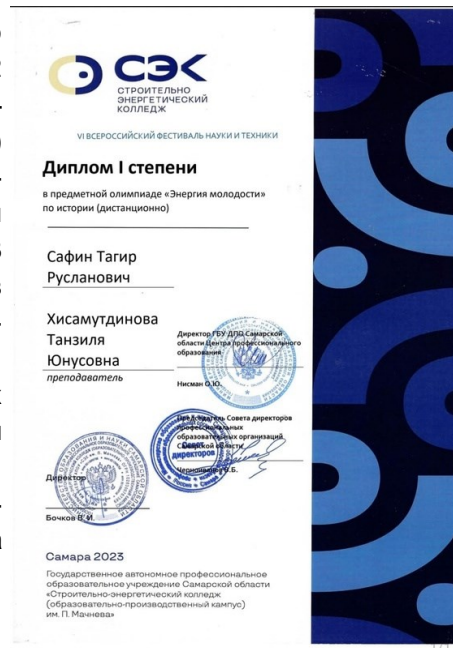 СЭК
СТРОИТЕЛЬНО
ЭНЕРГЕТИЧЕСКИЙ
КОЛЛЕДЖ
VI ВСЕРОССИЙСКИЙ ФЕСТИВАЛЬ НАУКИ И ТЕХНИКИ
Диплом I степени
в предметной олимпиаде «Энергия молодости»
по истории (дистанционно)
Сафин Тагир
Русланович
Хисамутдинова
Танзиля
Юнусовна
преподаватель
Директор ГБУ ДПО Самарской
области Центра профессионального
образования
Нисман О.Ю.
Председатель Совета директоров
профессиональных
образовательных организаций
Самарской области
Совет
директоров
Директор
Бочков В.И.
Самара 2023
Государственное автономное профессиональное
образовательное учреждение Самарской области
«Строительно-энергетический колледж
(образовательно-производственный кампус)
им. П. Мачнева»